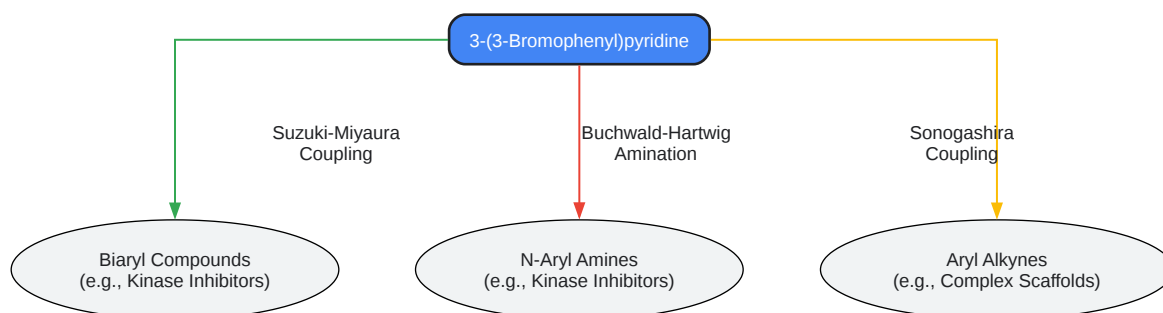 3-(3-Bromophenyl)pyridine
Suzuki-Miyaura
Coupling
Buchwald-Hartwig
Amination
Sonogashira
Coupling
Biaryl Compounds
(e.g., Kinase Inhibitors)
N-Aryl Amines
(e.g., Kinase Inhibitors)
Aryl Alkynes
(e.g., Complex Scaffolds)